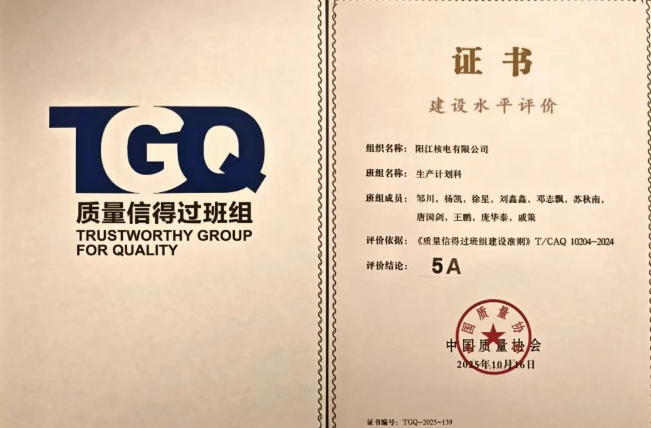 TGQ
质量信得过班组
TRUSTWORTHY GROUP
FOR QUALITY
证书
建设水平评价
组织名称： 阳江核电有限公司
班组名称： 生产计划科
班组成员： 邹川，杨凯，徐星，刘鑫鑫，邓志飘，苏秋南，
唐国剑，王鹏，庞华泰，戚策
评价依据： 《质量信得过班组建设准则》T/CAQ 10204-2024
评价结论： 5A
中国质量协会
中国质量协会
2025年10月16日
证书编号： TGQ-2025-139